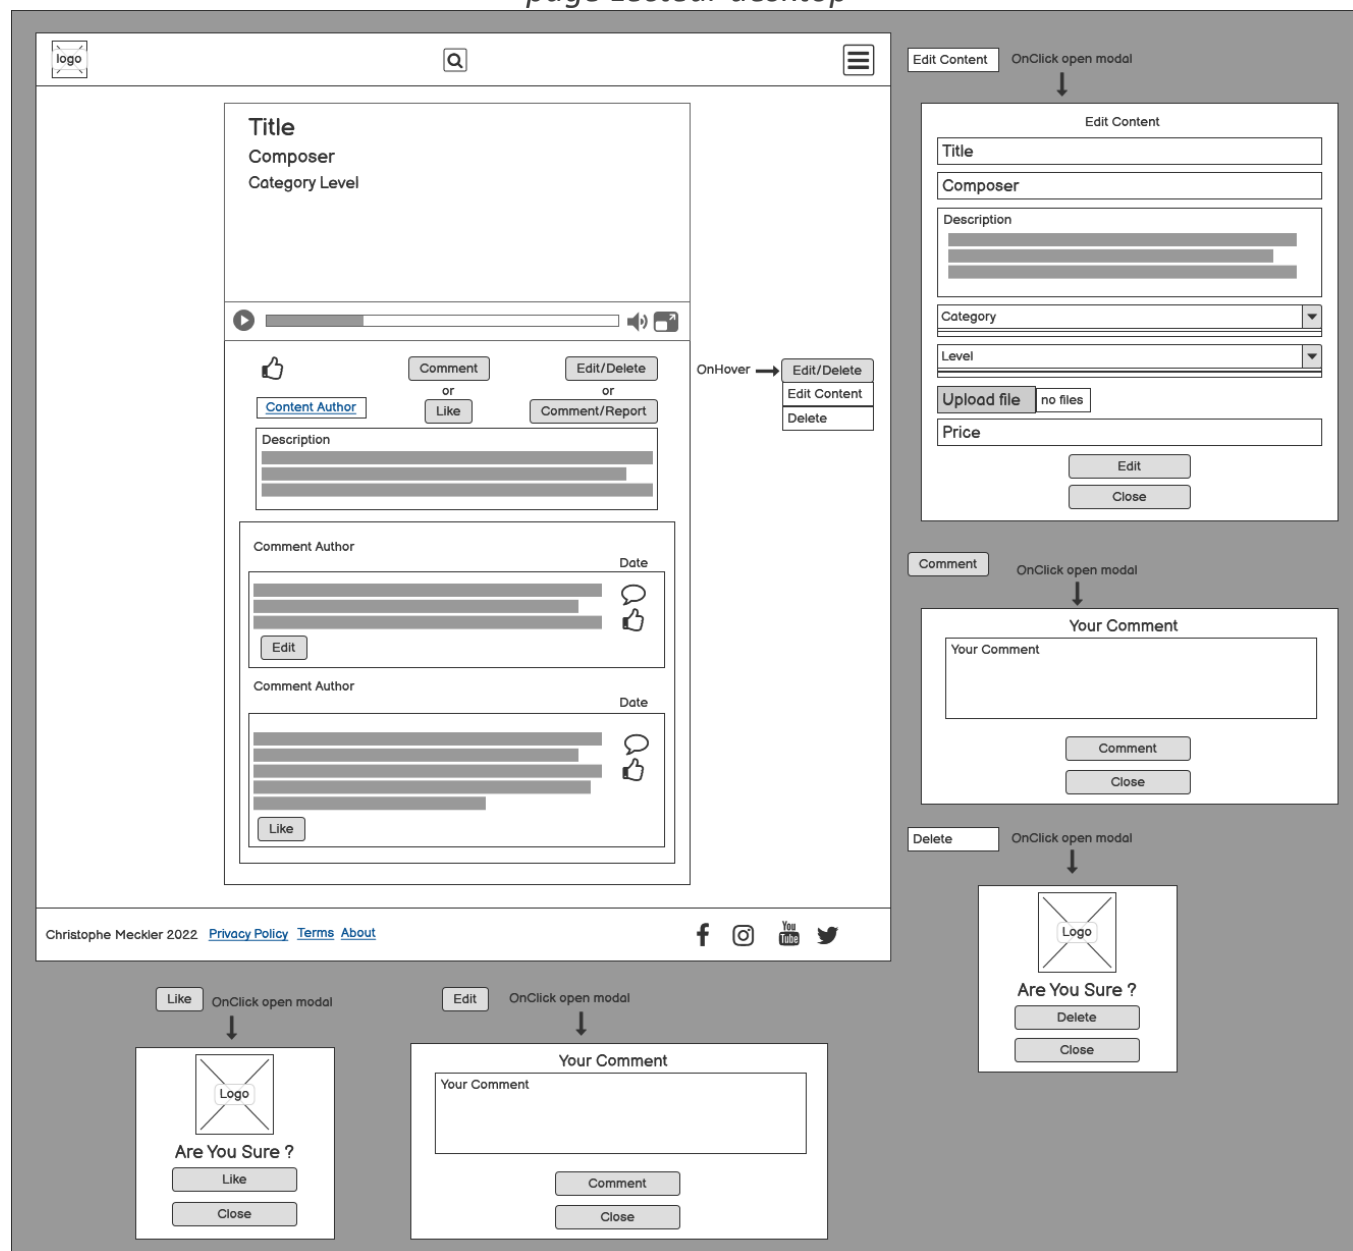 page Lecteur desktop
logo
Title
Composer
Category Level
Comment
Edit/Delete
or
or
Content Author
Like
Comment/Report
Description
OnHover
Edit/Delete
Edit Content
Delete
Comment Author
Date
Edit
Comment Author
Date
Like
Christophe Meckler 2022 Privacy Policy Terms About
You
Tube
Edit Content
OnClick open modal
Edit Content
Title
Composer
Description
Category
Level
Upload file no files
Price
Edit
Close
Comment
OnClick open modal
Your Comment
Your Comment
Comment
Close
Delete
OnClick open modal
Logo
Are You Sure ?
Delete
Close
Like
OnClick open modal
Logo
Are You Sure ?
Like
Close
Edit
OnClick open modal
Your Comment
Your Comment
Comment
Close